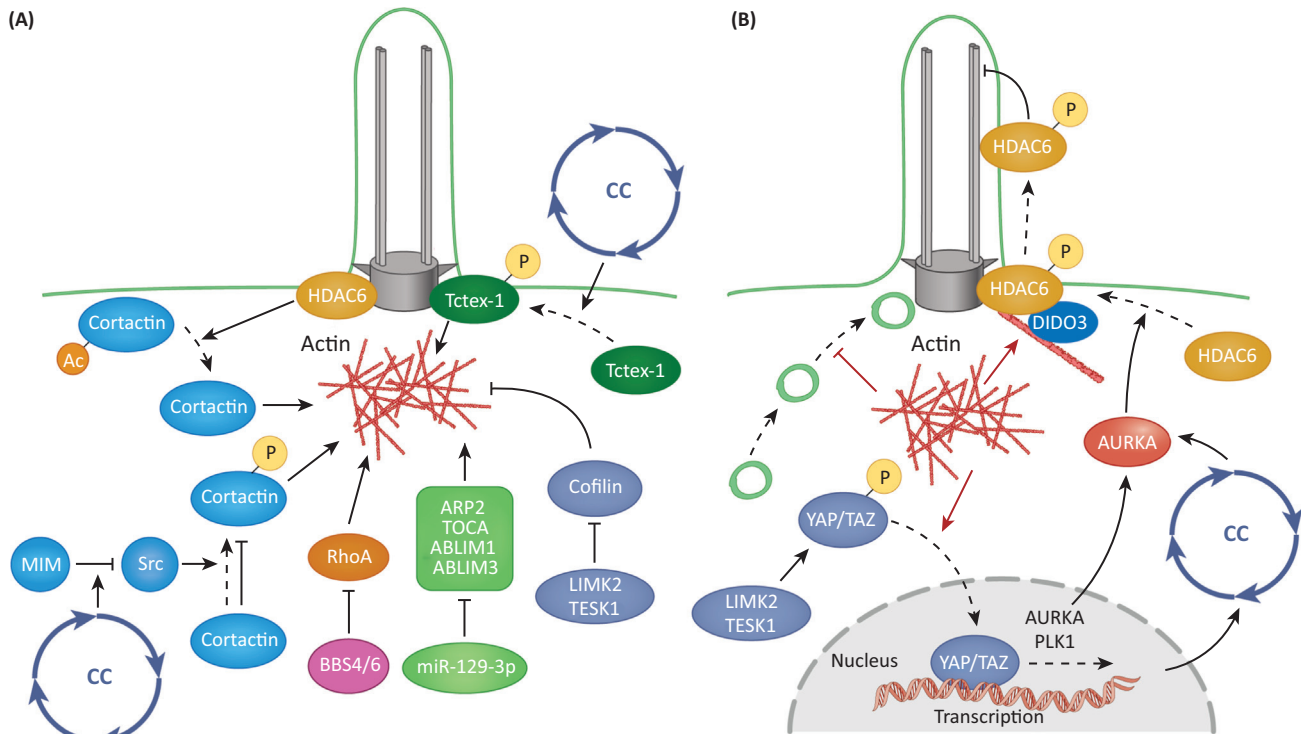 (A)
CC
P
HDAC6
Tctex-1
Cortactin
Ac
Actin
Tctex-1
Cortactin
P
Cortactin
Cofilin
ARP2
TOCA
ABLIM1
ABLIM3
RhoA
MIM
Src
LIMK2
TESK1
Cortactin
BBS4/6
miR-129-3p
CC
(B)
P
HDAC6
P
HDAC6
DIDO3
HDAC6
Actin
AURKA
P
YAP/TAZ
CC
LIMK2
TESK1
AURKA
PLK1
Nucleus
YAP/TAZ
Transcription